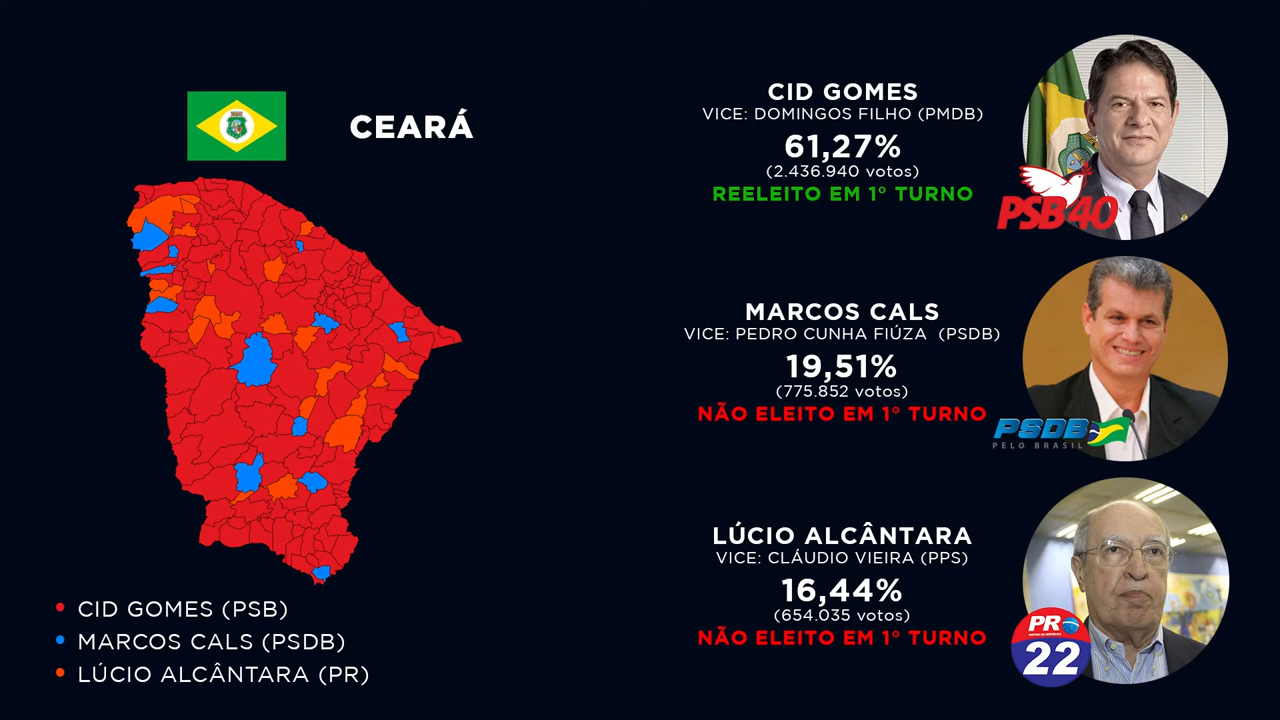 CEARÁ
CID GOMES (PSB)
MARCOS CALS (PSDB)
LÚCIO ALCÂNTARA (PR)
CID GOMES
VICE: DOMINGOS FILHO (PMDB)
61,27%
(2.436.940 votos)
REELEITO EM 1° TURNO
PSB40
MARCOS CALS
VICE: PEDRO CUNHA FIÚZA (PSDB)
19,51%
(775.852 votos)
NÃO ELEITO EM 1° TURNO
PSDB
PELO BRASIL
LÚCIO ALCÂNTARA
VICE: CLÁUDIO VIEIRA (PPS)
16,44%
(654.035 votos)
NÃO ELEITO EM 1° TURNO
PR
22